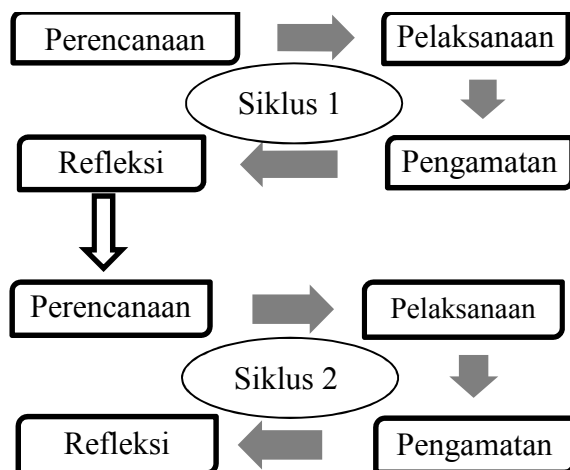 Perencanaan
Pelaksanaan
Siklus 1
Refleksi
Pengamatan
Perencanaan
Pelaksanaan
Siklus 2
Refleksi
Pengamatan